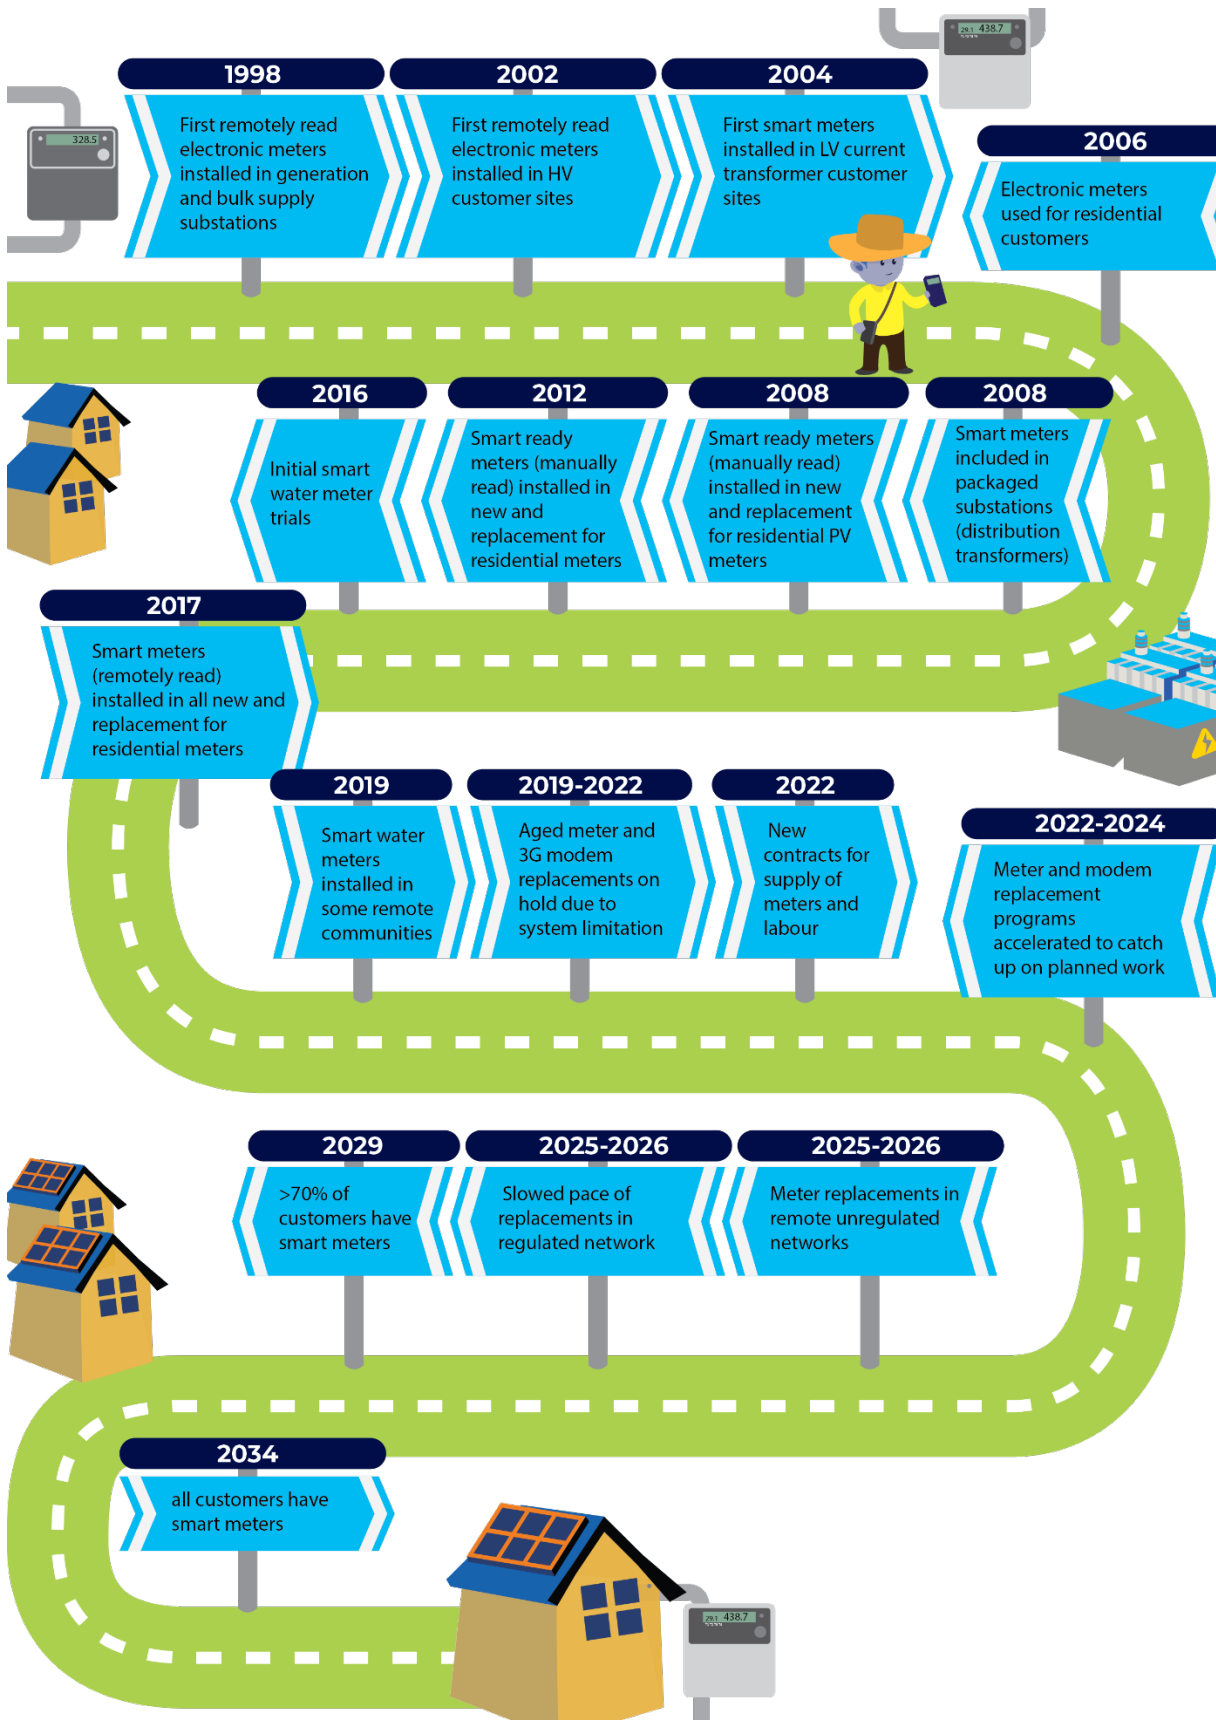 29.1 438.7
328.5
1998
First remotely read
electronic meters
installed in generation
and bulk supply
substations
2002
First remotely read
electronic meters
installed in HV
customer sites
2004
First smart meters
installed in LV current
transformer customer
sites
2006
Electronic meters
used for residential
customers
2008
Smart meters
included in
packaged
substations
(distribution
transformers)
2008
Smart ready meters
(manually read)
installed in new
and replacement
for residential PV
meters
2012
Smart ready
meters (manually
read) installed in
new and
replacement for
residential meters
2016
Initial smart
water meter
trials
2017
Smart meters
(remotely read)
installed in all new and
replacement for
residential meters
2019
Smart water
meters
installed in
some remote
communities
2019-2022
Aged meter and
3G modem
replacements on
hold due to
system limitation
2022
New
contracts for
supply of
meters and
labour
2022-2024
Meter and modem
replacement
programs
accelerated to catch
up on planned work
2025-2026
Meter replacements in
remote unregulated
networks
2025-2026
Slowed pace of
replacements in
regulated network
2029
>70% of
customers have
smart meters
2034
all customers have
smart meters
29.1 438.7